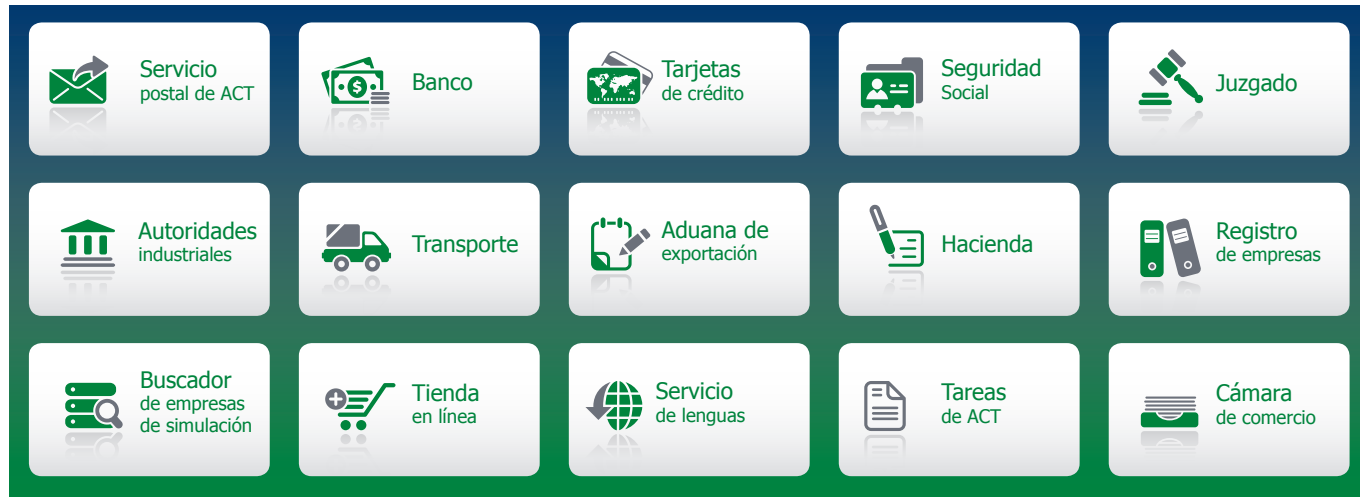 Servicio
postal de ACT
Banco
Tarjetas
de crédito
Seguridad
Social
Juzgado
Autoridades
industriales
Transporte
Aduana de
exportación
Hacienda
Registro
de empresas
Buscador
de empresas
de simulación
Tienda
en línea
Servicio
de lenguas
Tareas
de ACT
Cámara
de comercio